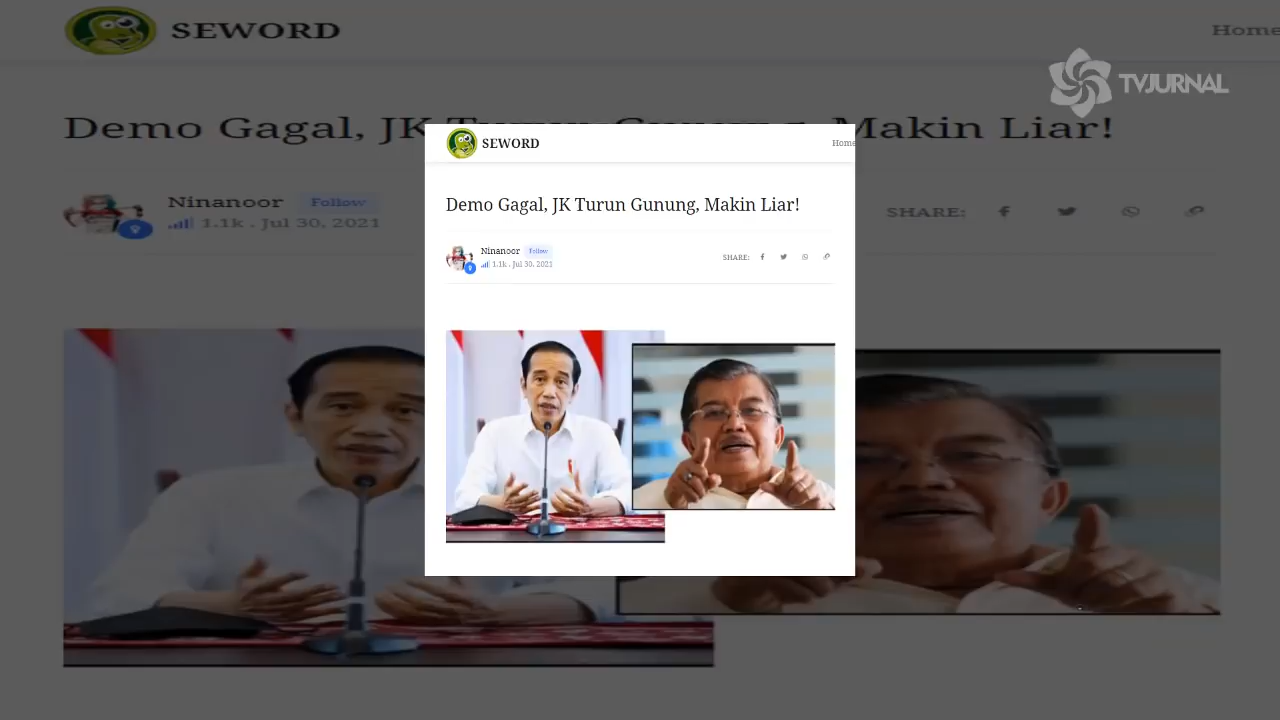 SEWORD
Home
TVJURNAL
Demo Gagal, JK Turun Gunung, Makin Liar!
Ninanoor Follow
1.1k . Jul 30, 2021
SHARE:
SEWORD
Home
Demo Gagal, JK Turun Gunung, Makin Liar!
Ninanoor Follow
1.1k . Jul 30, 2021
SHARE: